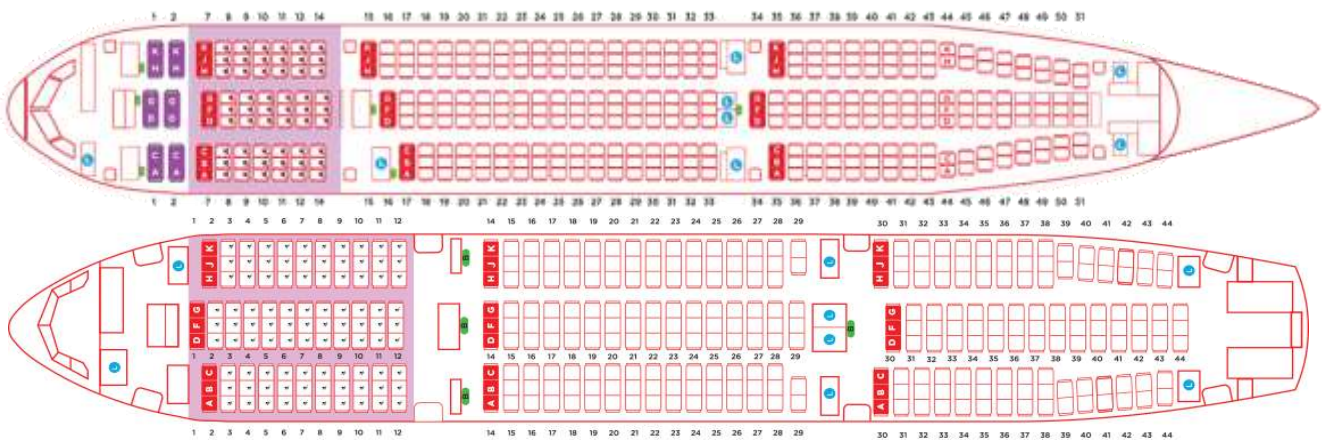 1 2 7 8 9 10 11 12 14 15 16 17 18 19 20 21 22 23 24 25 26 27 28 29 30 31 32 33 34 35 36 37 38 39 40 41 42 43 44 45 46 47 48 49 50 51
K K K K K K
H H J J J H
H H H
L L
G G G G G G
D D F F F D
D D D
L L
C C C C C C
A A B B B A
A A A
L L L L
1 2 7 8 9 10 11 12 14 15 16 17 18 19 20 21 22 23 24 25 26 27 28 29 30 31 32 33 34 35 36 37 38 39 40 41 42 43 44 45 46 47 48 49 50 51
1 2 3 4 5 6 7 8 9 10 11 12 14 15 16 17 18 19 20 21 22 23 24 25 26 27 28 29 30 31 32 33 34 35 36 37 38 39 40 41 42 43 44
K K K
L J B J L J L
H H H
G G G
F B F L B F
D D L D
1 2 3 4 5 6 7 8 9 10 11 12 14 15 16 17 18 19 20 21 22 23 24 25 26 27 28 29 30 31 32 33 34 35 36 37 38 39 40 41 42 43 44
L C C C
B B B L B L
A A A
1 2 3 4 5 6 7 8 9 10 11 12 14 15 16 17 18 19 20 21 22 23 24 25 26 27 28 29 30 31 32 33 34 35 36 37 38 39 40 41 42 43 44